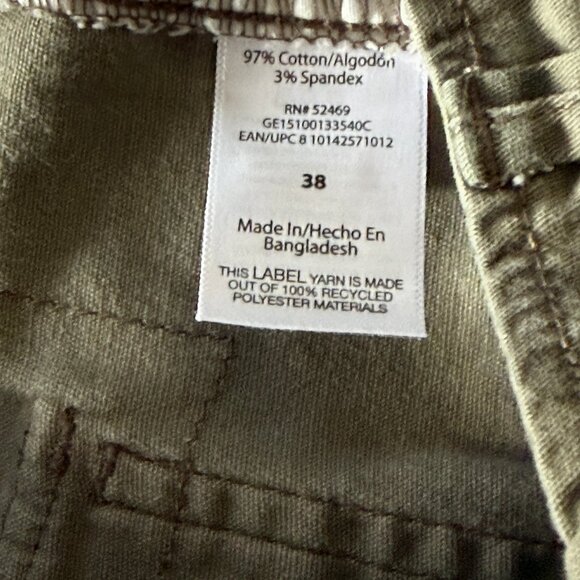 97% Cotton/Algodón
3% Spandex
RN# 52469
GE15100133540C
EAN/UPC 8 10142571012
38
Made In/Hecho En
Bangladesh
THIS LABEL YARN IS MADE
OUT OF 100% RECYCLED
POLYESTER MATERIALS